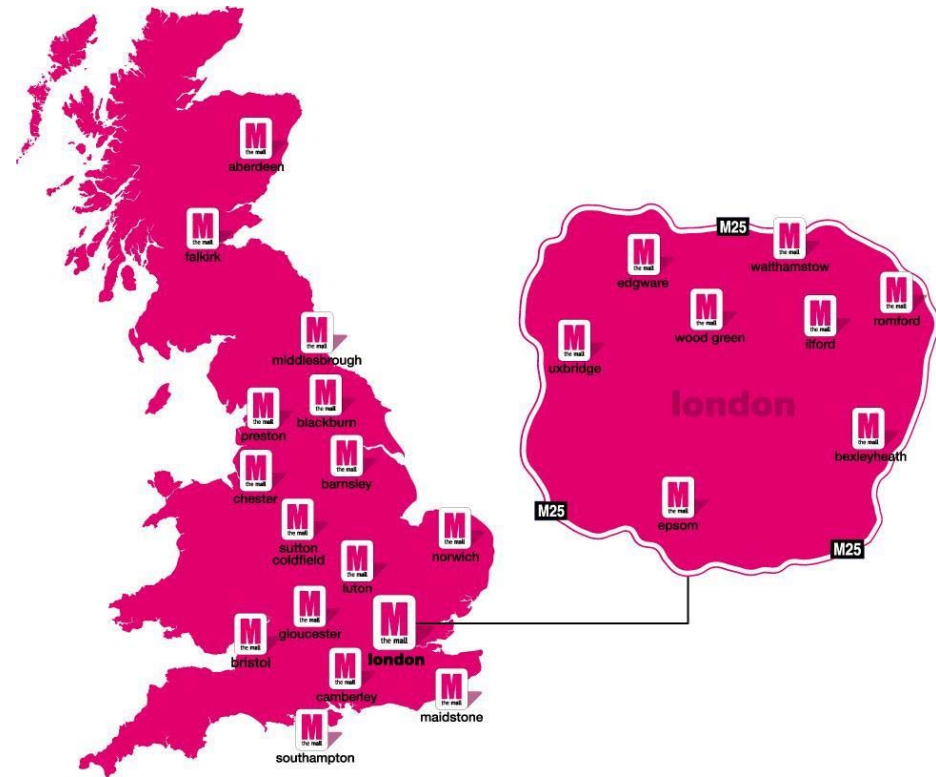 M
the mall
aberdeen
M
the mall
falkirk
M
the mall
middlesbrough
M
the mall
blackburn
M
the mall
preston
M
the mall
barnsley
M
the mall
chester
M
the mall
sutton
coldfield
M
the mall
norwich
M
the mall
luton
M
the mall
gloucester
M
the mall
london
M
the mall
bristol
M
the mall
camberley
M
the mall
maidstone
M
the mall
southampton
M25
M
the mall
walthamstow
M
the mall
edgware
M
the mall
romford
M
the mall
wood green
M
the mall
ilford
M
the mall
uxbridge
london
M
the mall
bexleyheath
M
the mall
epsom
M25
M25